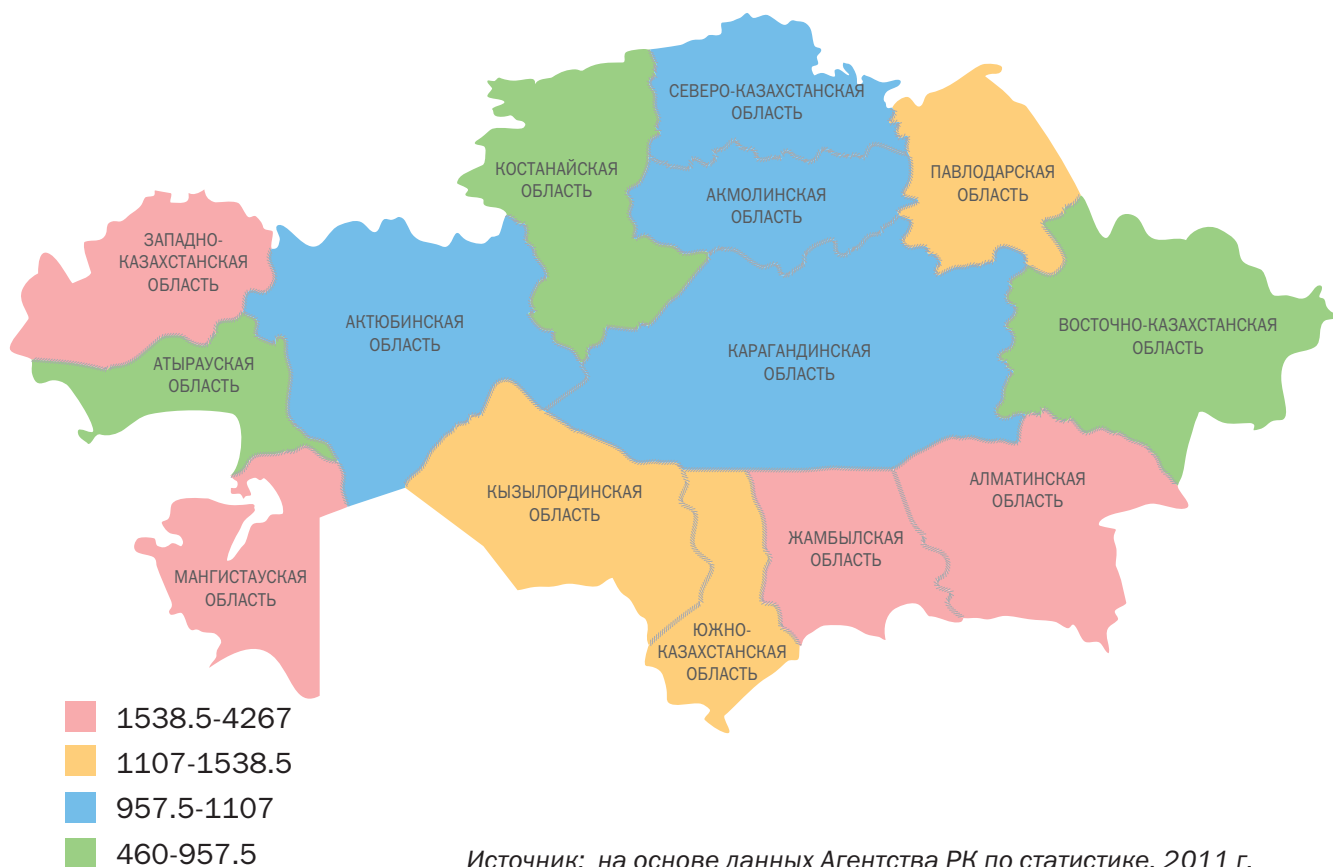 СЕВЕРО-КАЗАХСТАНСКАЯ
ОБЛАСТЬ
КОСТАНАЙСКАЯ
ОБЛАСТЬ
АКМОЛИНСКАЯ
ОБЛАСТЬ
ПАВЛОДАРСКАЯ
ОБЛАСТЬ
ЗАПАДНО-
КАЗАХСТАНСКАЯ
ОБЛАСТЬ
АКТЮБИНСКАЯ
ОБЛАСТЬ
АТЫРАУСКАЯ
ОБЛАСТЬ
КАРАГАНДИНСКАЯ
ОБЛАСТЬ
ВОСТОЧНО-КАЗАХСТАНСКАЯ
ОБЛАСТЬ
КЫЗЫЛОРДИНСКАЯ
ОБЛАСТЬ
АЛМАТИНСКАЯ
ОБЛАСТЬ
ЖАМБЫЛСКАЯ
ОБЛАСТЬ
МАНГИСТАУСКАЯ
ОБЛАСТЬ
ЮЖНО-
КАЗАХСТАНСКАЯ
ОБЛАСТЬ
1538.5-4267
1107-1538.5
957.5-1107
460-957.5
Источник: на основе данных Агентства РК по статистике, 2011 г.